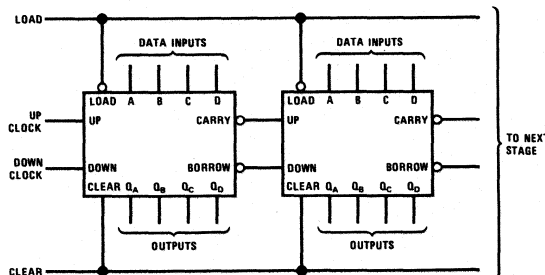 LOAD
DATA INPUTS
DATA INPUTS
LOAD A B C D
LOAD A B C D
UP CLOCK
UP
CARRY
UP
CARRY
TO NEXT STAGE
DOWN CLOCK
DOWN
BORROW
DOWN
BORROW
CLEAR QA QB QC QD
CLEAR QA QB QC QD
OUTPUTS
OUTPUTS
CLEAR